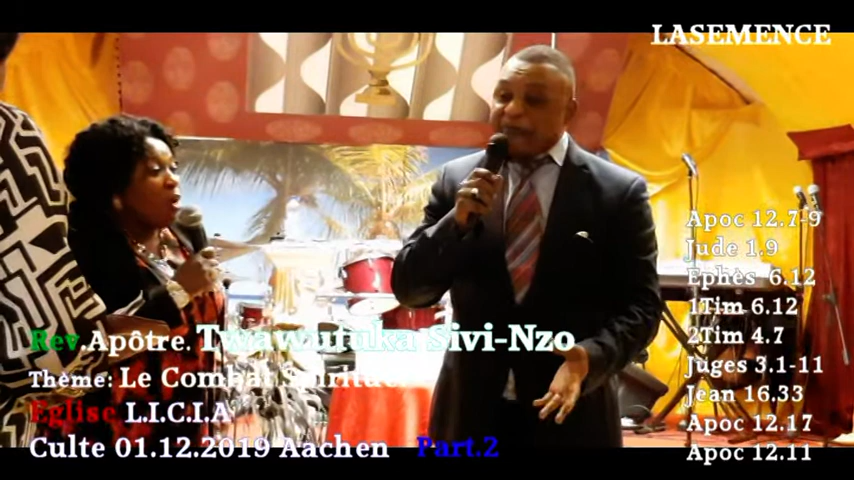 LASEMENCE
Apoc 12.7-9
Jude 1.9
Ephès 6.12
1Tim 6.12
2Tim 4.7
Juges 3.1-11
Jean 16.33
Apoc 12.17
Apoc 12.11
Rev.Apôtre. Twawutuka Sivi-Nzo
Thème: Le Combat Spirituel
Eglise L.I.C.I.A
Culte 01.12.2019 Aachen Part.2